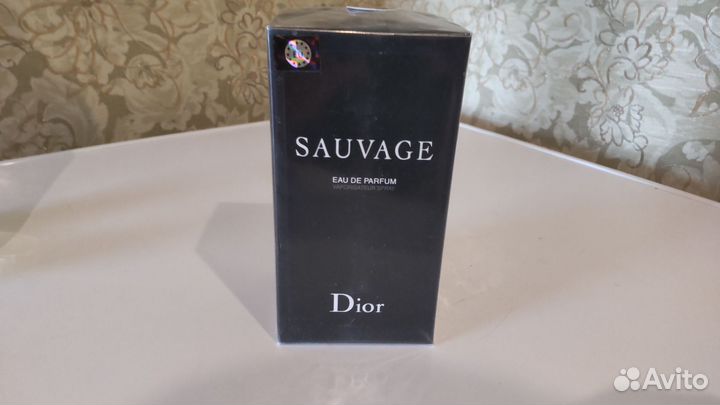 SAUVAGE
EAU DE PARFUM
VAPORISATEUR SPRAY
Dior
Avito